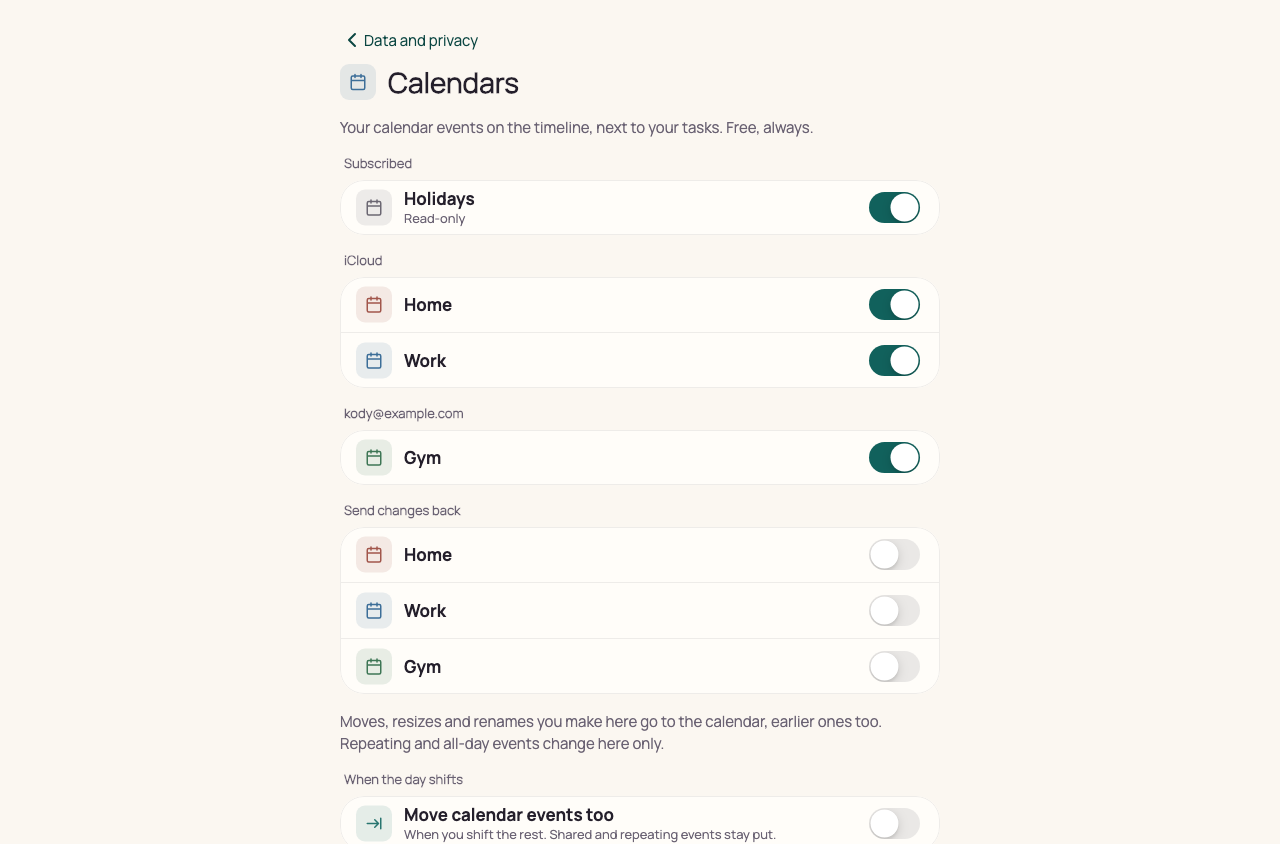 Data and privacy
Calendars
Your calendar events on the timeline, next to your tasks. Free, always.
Subscribed
Holidays
Read-only
iCloud
Home
Work
kody@example.com
Gym
Send changes back
Home
Work
Gym
Moves, resizes and renames you make here go to the calendar, earlier ones too.
Repeating and all-day events change here only.
When the day shifts
Move calendar events too
When you shift the rest. Shared and repeating events stay put.